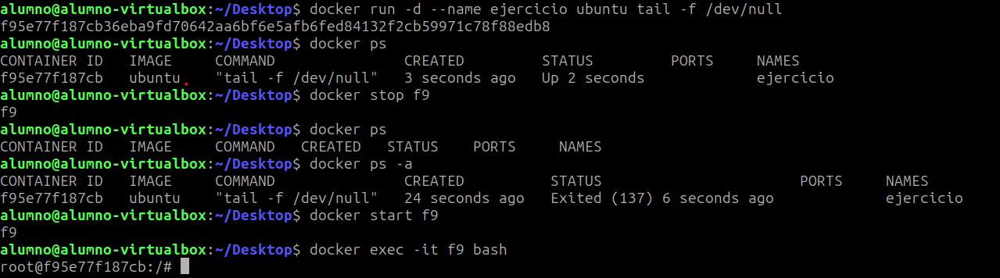 alumno@alumno-virtualbox:~/Desktop$ docker run -d --name ejercicio ubuntu tail -f /dev/null
f95e77f187cb36eba9fd70642aa6bf6e5afb6fed84132f2cb59971c78f88edb8
alumno@alumno-virtualbox:~/Desktop$ docker ps
CONTAINER ID   IMAGE     COMMAND               CREATED         STATUS         PORTS     NAMES
f95e77f187cb   ubuntu    "tail -f /dev/null"   3 seconds ago   Up 2 seconds             ejercicio
alumno@alumno-virtualbox:~/Desktop$ docker stop f9
f9
alumno@alumno-virtualbox:~/Desktop$ docker ps
CONTAINER ID   IMAGE     COMMAND   CREATED   STATUS    PORTS     NAMES
alumno@alumno-virtualbox:~/Desktop$ docker ps -a
CONTAINER ID   IMAGE     COMMAND               CREATED          STATUS                       PORTS     NAMES
f95e77f187cb   ubuntu    "tail -f /dev/null"   24 seconds ago   Exited (137) 6 seconds ago             ejercicio
alumno@alumno-virtualbox:~/Desktop$ docker start f9
f9
alumno@alumno-virtualbox:~/Desktop$ docker exec -it f9 bash
root@f95e77f187cb:/#